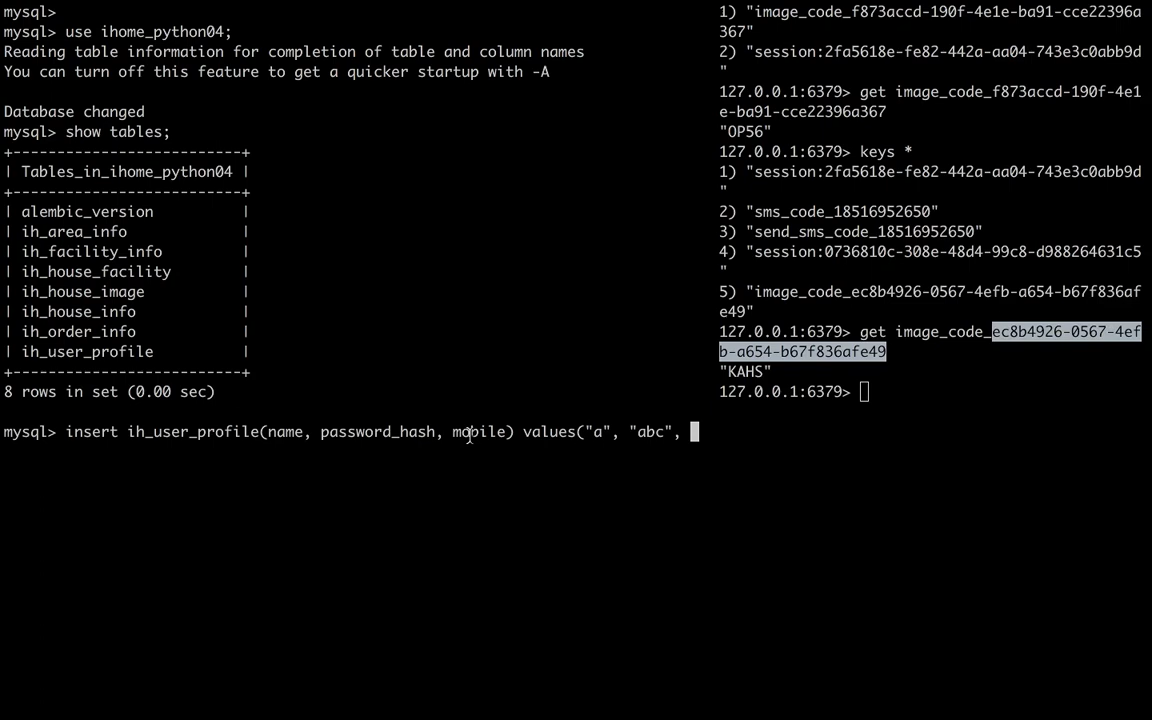 mysql>
mysql> use ihome_python04;
Reading table information for completion of table and column names
You can turn off this feature to get a quicker startup with -A
Database changed
mysql> show tables;
+-------------------------+
| Tables_in_ihome_python04 |
+-------------------------+
| alembic_version |
| ih_area_info |
| ih_facility_info |
| ih_house_facility |
| ih_house_image |
| ih_house_info |
| ih_order_info |
| ih_user_profile |
+-------------------------+
8 rows in set (0.00 sec)
mysql> insert ih_user_profile(name, password_hash, mobile) values("a", "abc",
1) "image_code_f873accd-190f-4e1e-ba91-cce22396a
367"
2) "session:2fa5618e-fe82-442a-aa04-743e3c0abb9d
"
127.0.0.1:6379> get image_code_f873accd-190f-4e1
e-ba91-cce22396a367
"OP56"
127.0.0.1:6379> keys *
1) "session:2fa5618e-fe82-442a-aa04-743e3c0abb9d
"
2) "sms_code_18516952650"
3) "send_sms_code_18516952650"
4) "session:0736810c-308e-48d4-99c8-d988264631c5
"
5) "image_code_ec8b4926-0567-4efb-a654-b67f836af
e49"
127.0.0.1:6379> get image_code_ec8b4926-0567-4ef
b-a654-b67f836afe49
"KAHS"
127.0.0.1:6379>